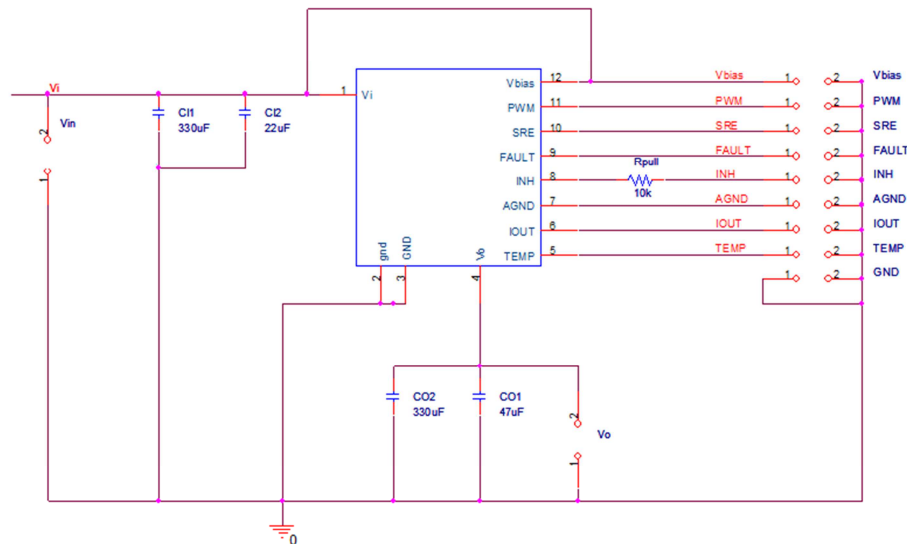 Vbias 12 Vbias 1 2 Vbias
Vi 1 Vi PWM 11 PWM 1 2 PWM
Vin 2 CI1 CI2 SRE 10 SRE 1 2 SRE
330uF 22uF
FAULT 9 FAULT 1 2 FAULT
1 INH 8 Rpull INH 1 2 INH
10k
AGND 7 AGND 1 2 AGND
IOUT 6 IOUT 1 2 IOUT
gnd GND Vo TEMP 5 TEMP 1 2 TEMP
2 3 4 1 2 GND
CO2 CO1 2
330uF 47uF
Vo
1
0